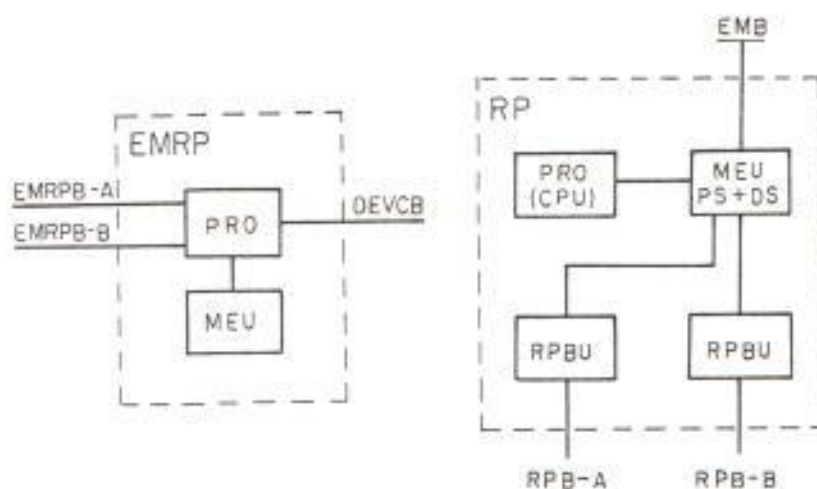 EMRP
EMRPB-A
EMRPB-B
PRO
DEVCB
MEU
EMB
RP
PRO
(CPU)
MEU
PS+DS
RPBU
RPBU
RPB-A
RPB-B